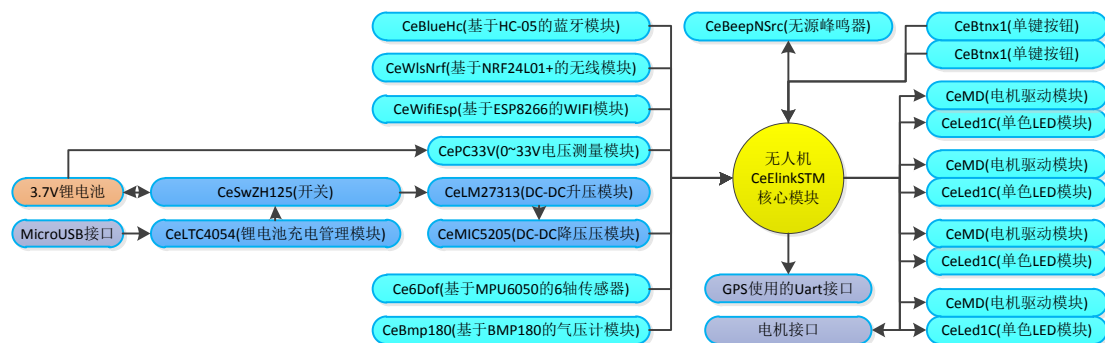 CeBlueHc(基于HC-05的蓝牙模块)
CeBeepNSrc(无源峰鸣器)
CeBtnx1(单键按钮)
CeBtnx1(单键按钮)
CeWlsNrf(基于NRF24L01+的无线模块)
CeWifiEsp(基于ESP8266的WIFI模块)
CePC33V(0~33V电压测量模块)
3.7V锂电池
CeSwZH125(开关)
CeLM27313(DC-DC升压模块)
MicroUSB接口
CeLTC4054(锂电池充电管理模块)
CeMIC5205(DC-DC降压压模块)
Ce6Dof(基于MPU6050的6轴传感器)
CeBmp180(基于BMP180的气压计模块)
无人机
CeElinkSTM
核心模块
GPS使用的Uart接口
电机接口
CeMD(电机驱动模块)
CeLed1C(单色LED模块)
CeMD(电机驱动模块)
CeLed1C(单色LED模块)
CeMD(电机驱动模块)
CeLed1C(单色LED模块)
CeMD(电机驱动模块)
CeLed1C(单色LED模块)